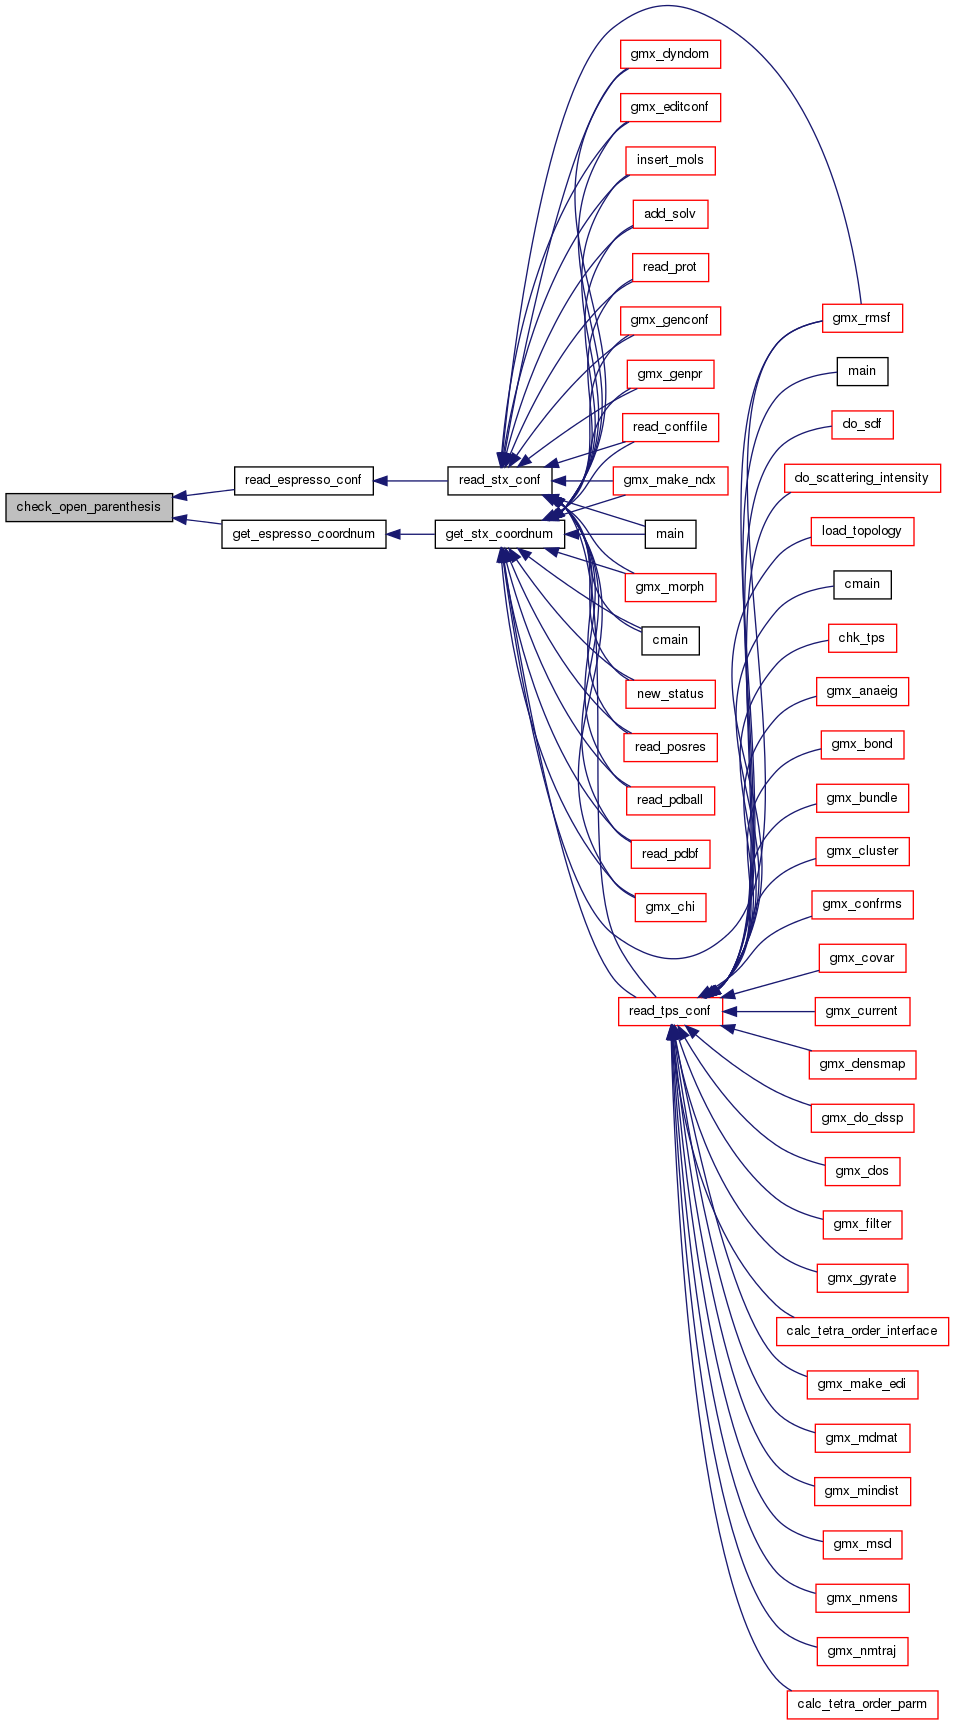 check_open_parenthesis
read_espresso_conf
get_espresso_coordnum
read_stx_conf
get_stx_coordnum
gmx_dyndom
gmx_editconf
insert_mols
add_solv
read_prot
gmx_genconf
gmx_genpr
read_conffile
gmx_make_ndx
main
gmx_morph
cmain
new_status
read_posres
read_pdball
read_pdbf
gmx_chi
read_tps_conf
gmx_rmsf
main
do_sdf
do_scattering_intensity
load_topology
cmain
chk_tps
gmx_anaeig
gmx_bond
gmx_bundle
gmx_cluster
gmx_confrms
gmx_covar
gmx_current
gmx_densmap
gmx_do_dssp
gmx_dos
gmx_filter
gmx_gyrate
calc_tetra_order_interface
gmx_make_edi
gmx_mdmat
gmx_mindist
gmx_msd
gmx_nmens
gmx_nmtraj
calc_tetra_order_parm